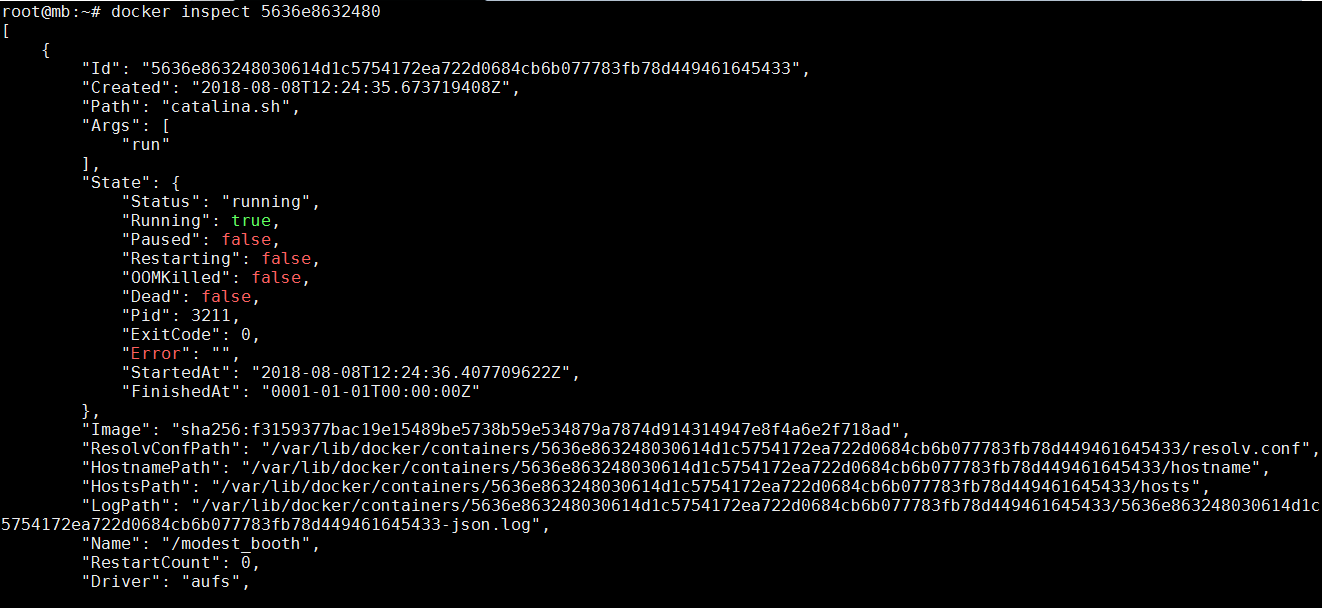 root@mb:~# docker inspect 5636e8632480
[
    {
        "Id": "5636e863248030614d1c5754172ea722d0684cb6b077783fb78d449461645433",
        "Created": "2018-08-08T12:24:35.673719408Z",
        "Path": "catalina.sh",
        "Args": [
            "run"
        ],
        "State": {
            "Status": "running",
            "Running": true,
            "Paused": false,
            "Restarting": false,
            "OOMKilled": false,
            "Dead": false,
            "Pid": 3211,
            "ExitCode": 0,
            "Error": "",
            "StartedAt": "2018-08-08T12:24:36.407709622Z",
            "FinishedAt": "0001-01-01T00:00:00Z"
        },
        "Image": "sha256:f3159377bac19e15489be5738b59e534879a7874d914314947e8f4a6e2f718ad",
        "ResolvConfPath": "/var/lib/docker/containers/5636e863248030614d1c5754172ea722d0684cb6b077783fb78d449461645433/resolv.conf",
        "HostnamePath": "/var/lib/docker/containers/5636e863248030614d1c5754172ea722d0684cb6b077783fb78d449461645433/hostname",
        "HostsPath": "/var/lib/docker/containers/5636e863248030614d1c5754172ea722d0684cb6b077783fb78d449461645433/hosts",
        "LogPath": "/var/lib/docker/containers/5636e863248030614d1c5754172ea722d0684cb6b077783fb78d449461645433/5636e863248030614d1c
5754172ea722d0684cb6b077783fb78d449461645433-json.log",
        "Name": "/modest_booth",
        "RestartCount": 0,
        "Driver": "aufs",